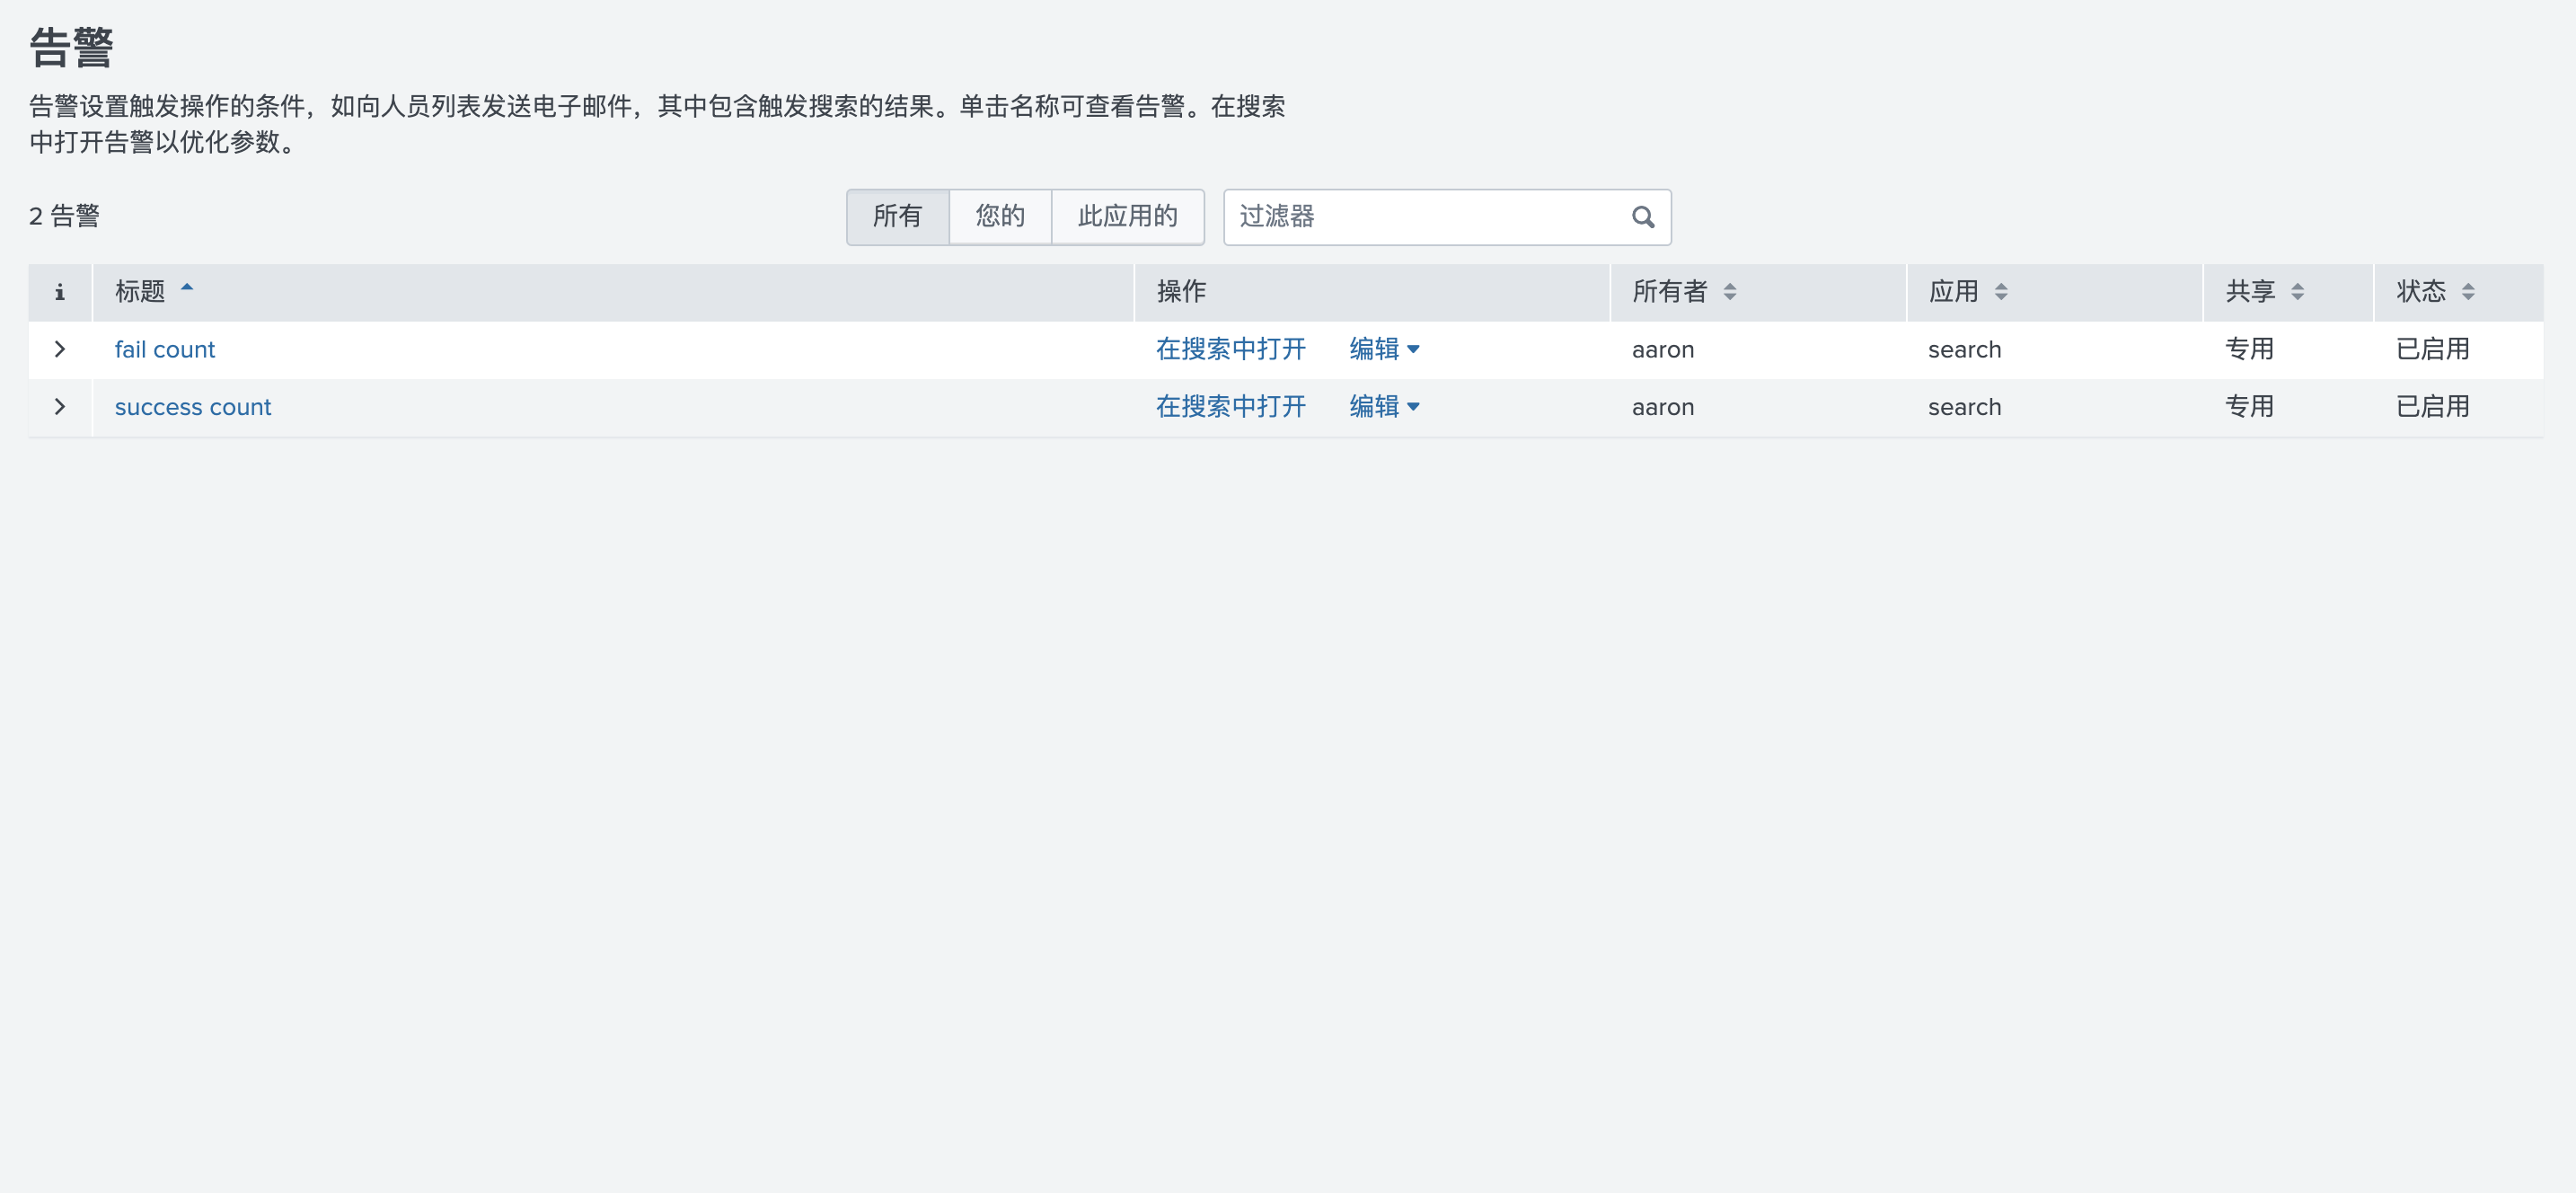 告警
告警设置触发操作的条件，如向人员列表发送电子邮件，其中包含触发搜索的结果。单击名称可查看告警。在搜索
中打开告警以优化参数。
2 告警 所有 您的 此应用的 过滤器
i 标题 操作 所有者 应用 共享 状态
fail count 在搜索中打开 编辑 aaron search 专用 已启用
success count 在搜索中打开 编辑 aaron search 专用 已启用